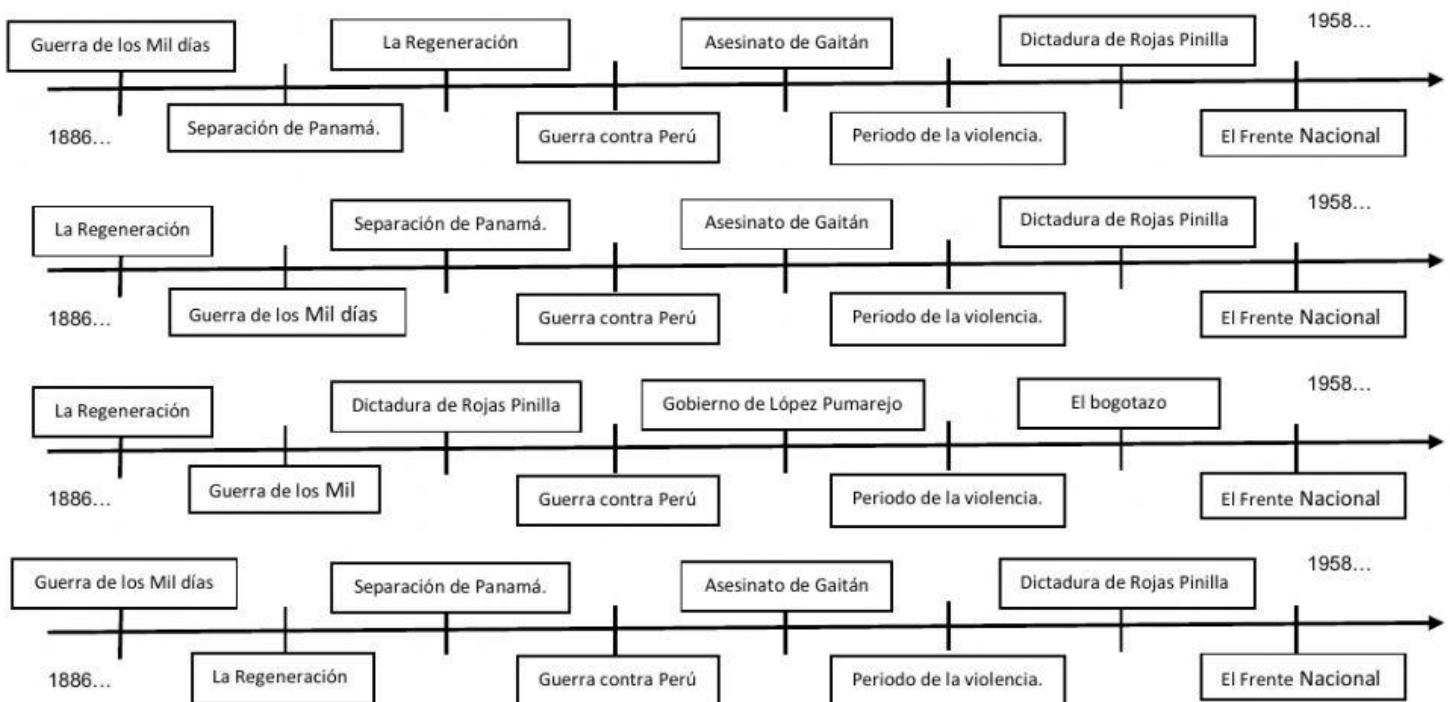 1958...
Guerra de los Mil días
La Regeneración
Asesinato de Gaitán
Dictadura de Rojas Pinilla
1886...
Separación de Panamá.
Guerra contra Perú
Periodo de la violencia.
El Frente Nacional
1958...
La Regeneración
Separación de Panamá.
Asesinato de Gaitán
Dictadura de Rojas Pinilla
1886...
Guerra de los Mil días
Guerra contra Perú
Periodo de la violencia.
El Frente Nacional
1958...
La Regeneración
Dictadura de Rojas Pinilla
Gobierno de López Pumarejo
El bogotazo
1886...
Guerra de los Mil
Guerra contra Perú
Periodo de la violencia.
El Frente Nacional
1958...
Guerra de los Mil días
Separación de Panamá.
Asesinato de Gaitán
Dictadura de Rojas Pinilla
1886...
La Regeneración
Guerra contra Perú
Periodo de la violencia.
El Frente Nacional